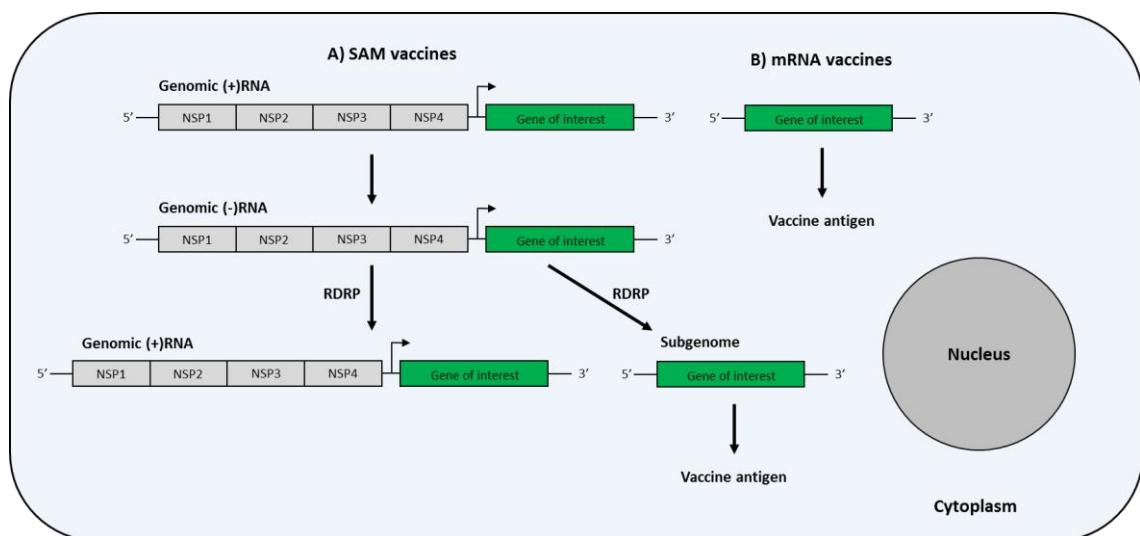 A) SAM vaccines
Genomic (+)RNA
5’ NSP1 NSP2 NSP3 NSP4 Gene of interest 3’
Genomic (-)RNA
5’ NSP1 NSP2 NSP3 NSP4 Gene of interest 3’
RDRP RDRP
Genomic (+)RNA
5’ NSP1 NSP2 NSP3 NSP4 Gene of interest 3’
Subgenome
5’ Gene of interest 3’
Vaccine antigen
B) mRNA vaccines
5’ Gene of interest 3’
Vaccine antigen
Nucleus
Cytoplasm